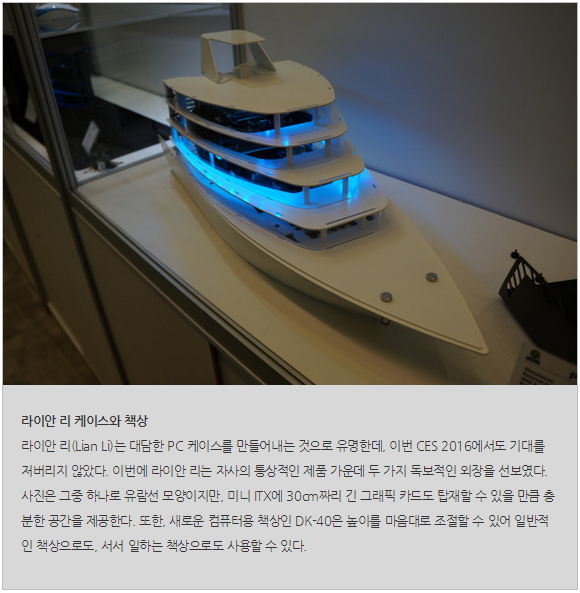 라이안 리 케이스와 책상
라이안 리(Lian Li)는 대담한 PC 케이스를 만들어내는 것으로 유명한데, 이번 CES 2016에서도 기대를
저버리지 않았다. 이번에 라이안 리는 자사의 통상적인 제품 가운데 두 가지 독보적인 외장을 선보였다.
사진은 그중 하나로 유람선 모양이지만, 미니 ITX에 30cm짜리 긴 그래픽 카드도 탑재할 수 있을 만큼 충
분한 공간을 제공한다. 또한, 새로운 컴퓨터용 책상인 DK-40은 높이를 마음대로 조절할 수 있어 일반적
인 책상으로도, 서서 일하는 책상으로도 사용할 수 있다.